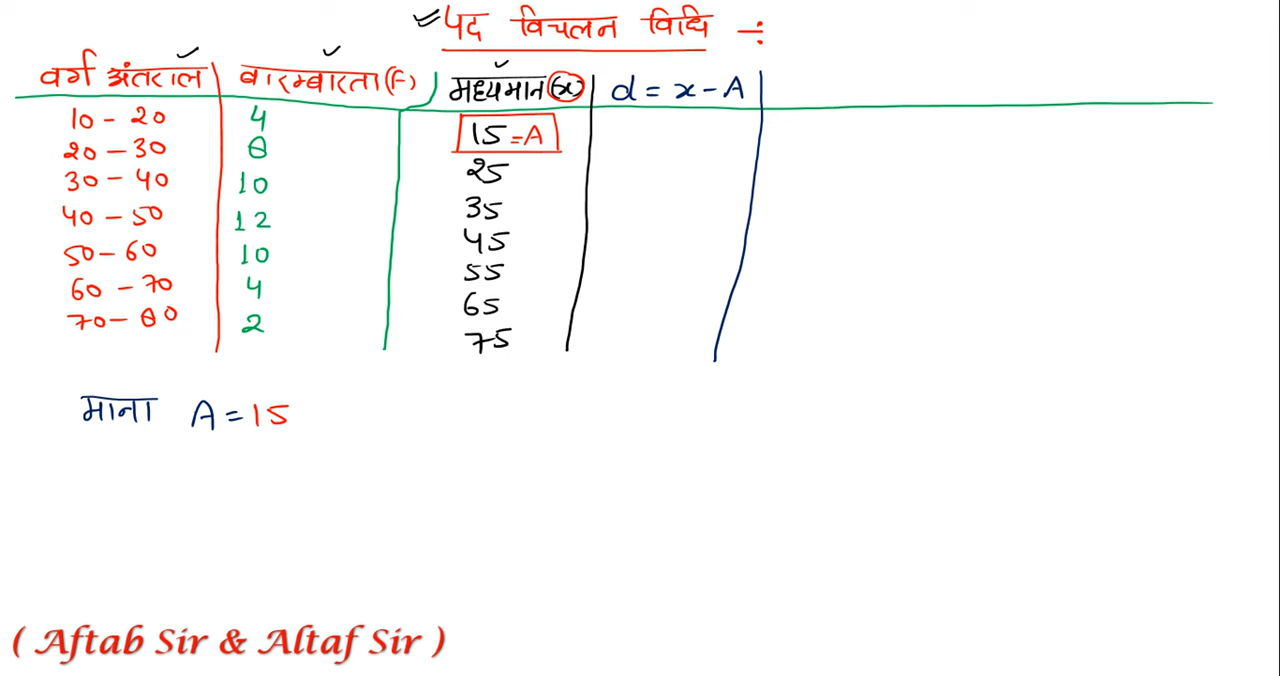 पद विचलन विधि -:
वर्ग अंतराल बारम्बारता (F) मध्यमान (x) d = x - A
10 - 20 4 15 = A
20 - 30 8 25
30 - 40 10 35
40 - 50 12 45
50 - 60 10 55
60 - 70 4 65
70 - 80 2 75
माना A = 15
( Aftab Sir & Altaf Sir )